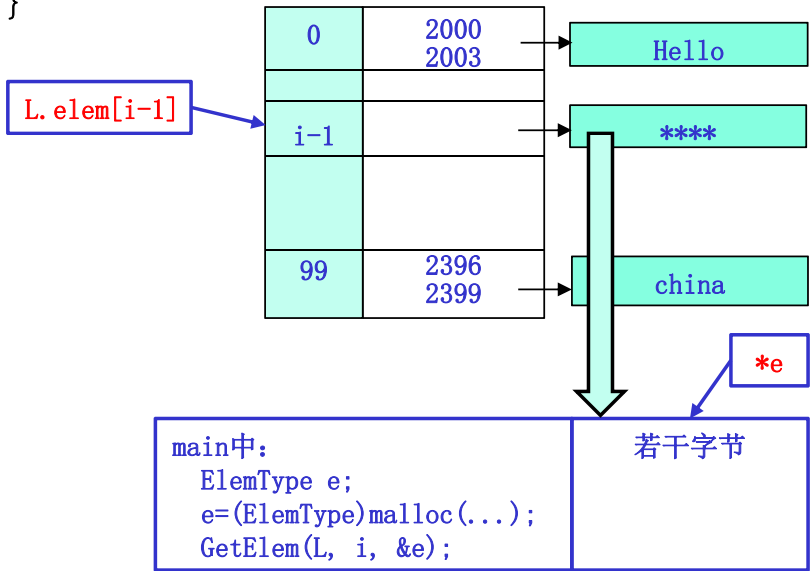 }
0
2000
2003
Hello
L.elem[i-1]
i-1
****
99
2396
2399
china
*e
main中:
ElemType e;
e=(ElemType)malloc(...);
GetElem(L, i, &e);
若干字节